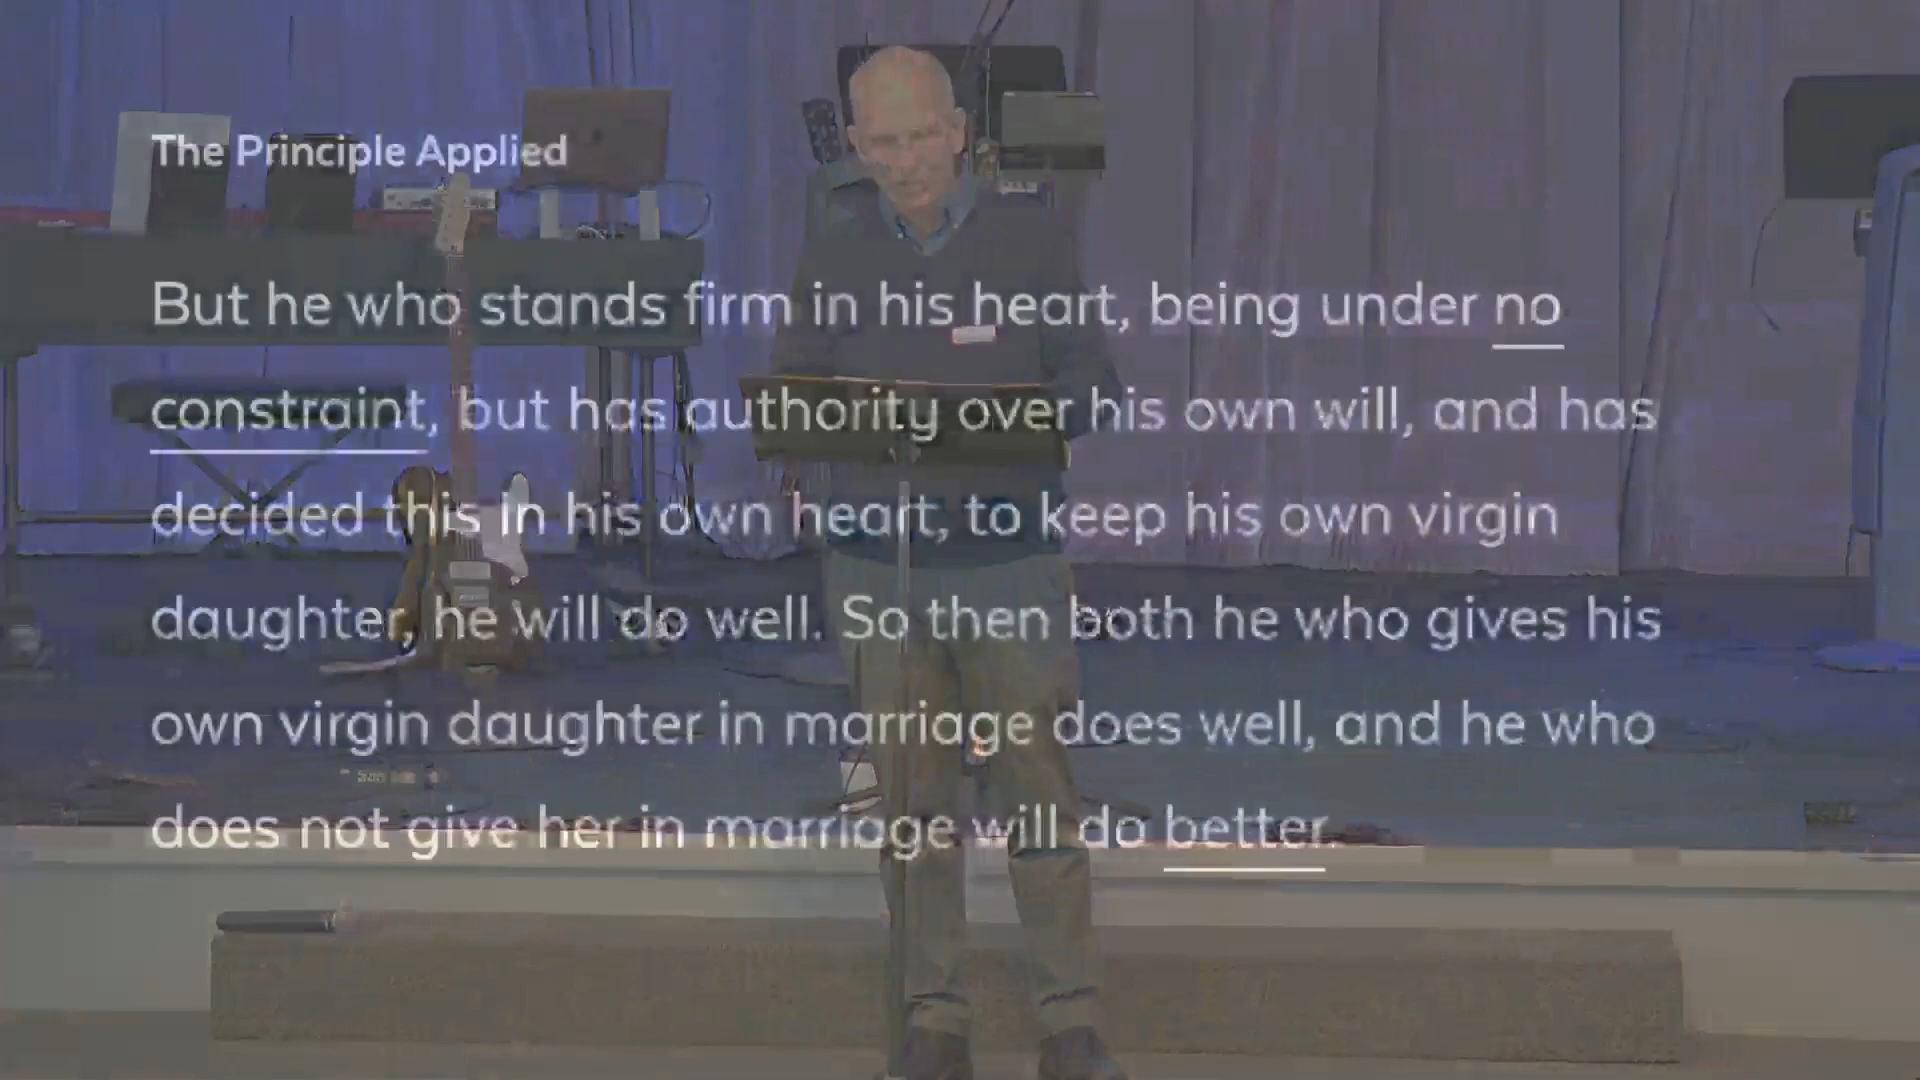 The Principle Applied
But he who stands firm in his heart, being under no
constraint, but has authority over his own will, and has
decided this in his own heart, to keep his own virgin
daughter, he will do well. So then both he who gives his
own virgin daughter in marriage does well, and he who
does not give her in marriage will do better.